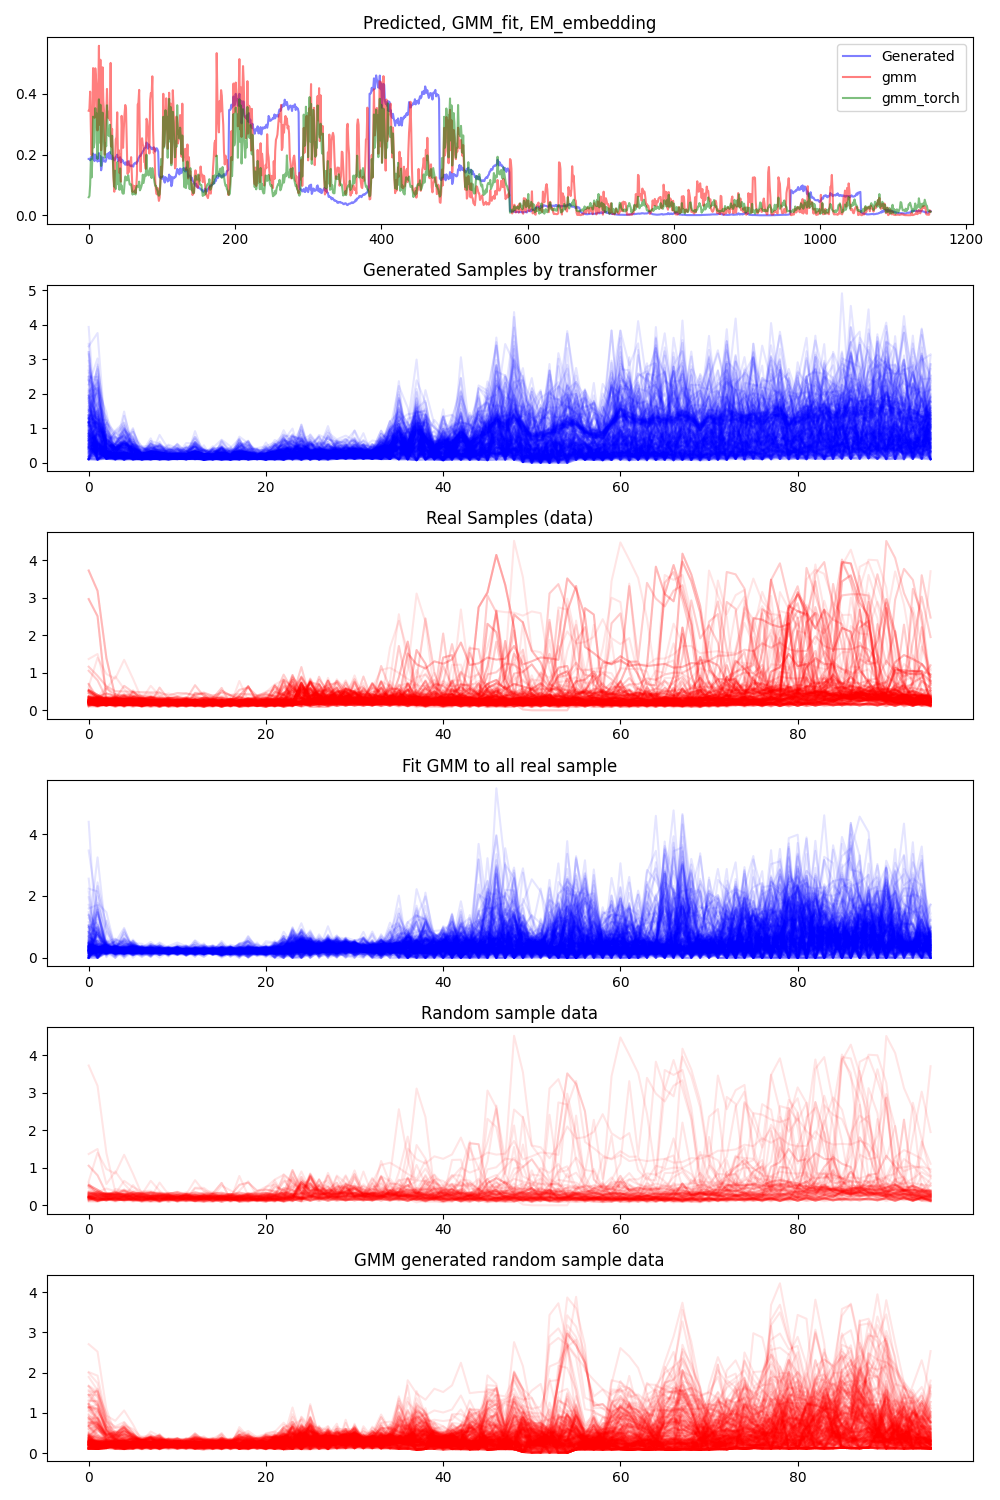 Predicted, GMM_fit, EM_embedding
Generated
gmm
gmm_torch
0.4
0.2
0.0
0 200 400 600 800 1000 1200
Generated Samples by transformer
5
4
3
2
1
0
0 20 40 60 80
Real Samples (data)
4
3
2
1
0
0 20 40 60 80
Fit GMM to all real sample
4
2
0
0 20 40 60 80
Random sample data
4
3
2
1
0
0 20 40 60 80
GMM generated random sample data
4
3
2
1
0
0 20 40 60 80